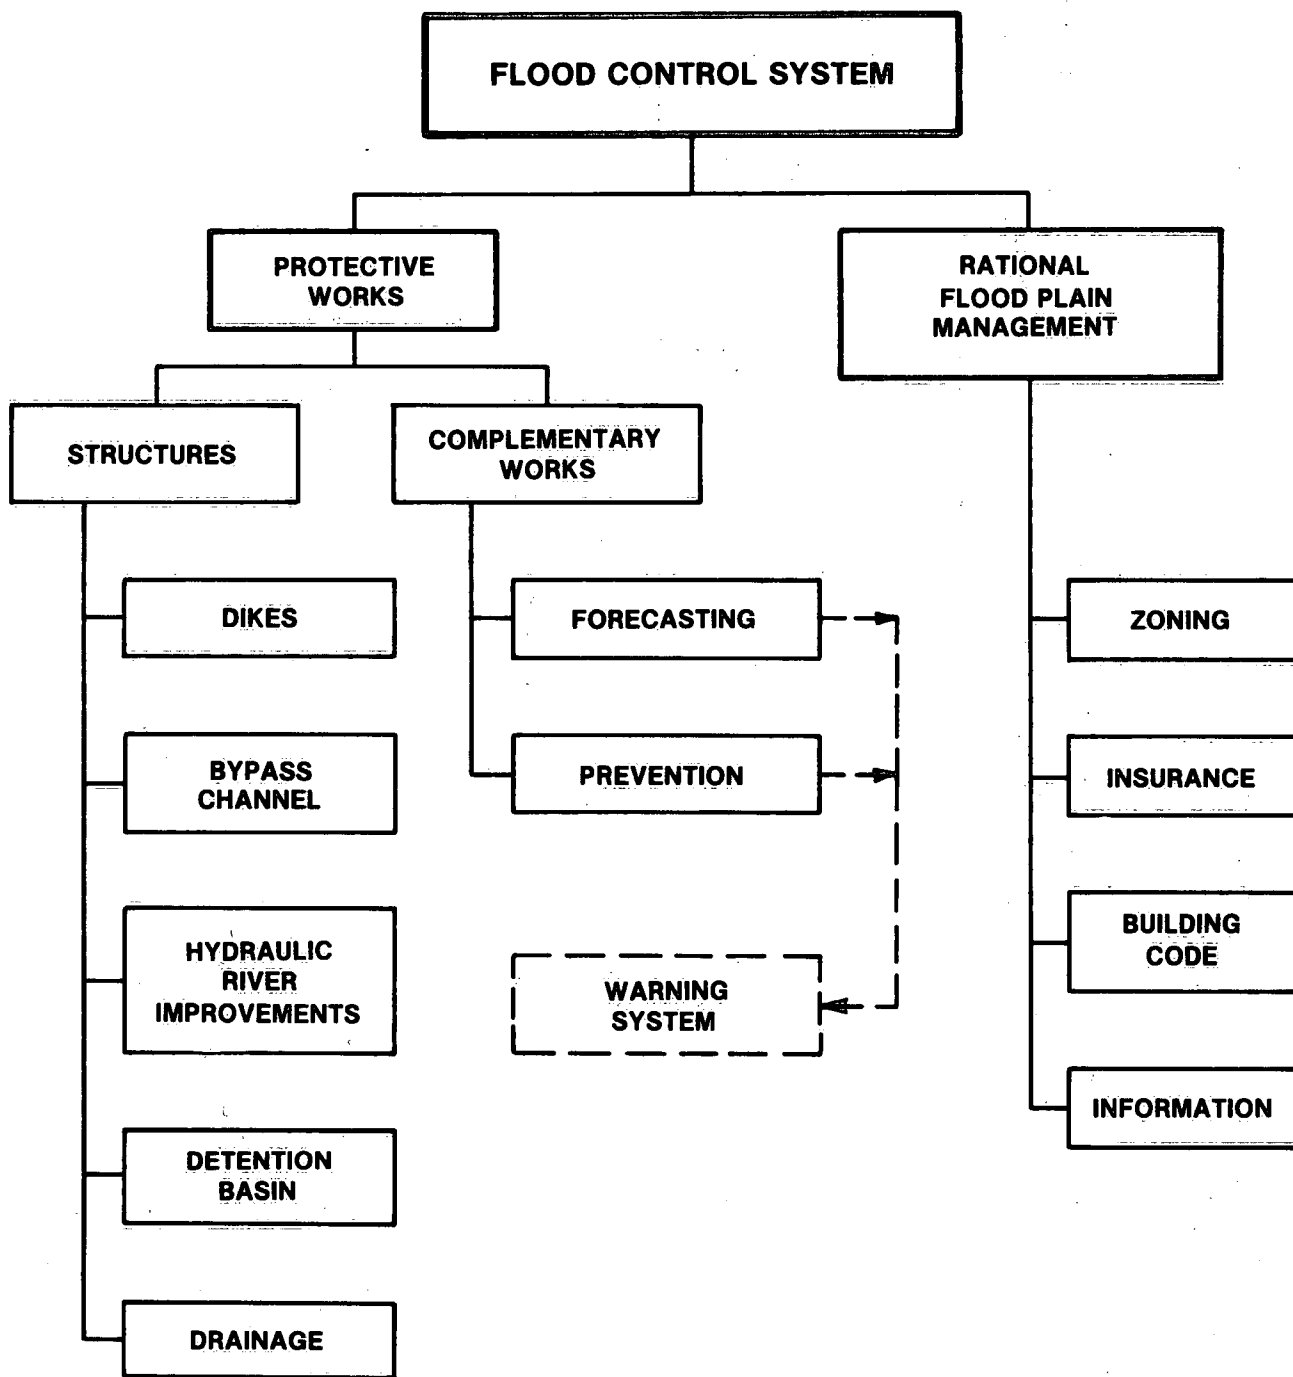 FLOOD CONTROL SYSTEM
PROTECTIVE
WORKS
RATIONAL
FLOOD PLAIN
MANAGEMENT
STRUCTURES
COMPLEMENTARY
WORKS
DIKES
BYPASS
CHANNEL
HYDRAULIC
RIVER
IMPROVEMENTS
DETENTION
BASIN
DRAINAGE
FORECASTING
PREVENTION
WARNING
SYSTEM
ZONING
INSURANCE
BUILDING
CODE
INFORMATION